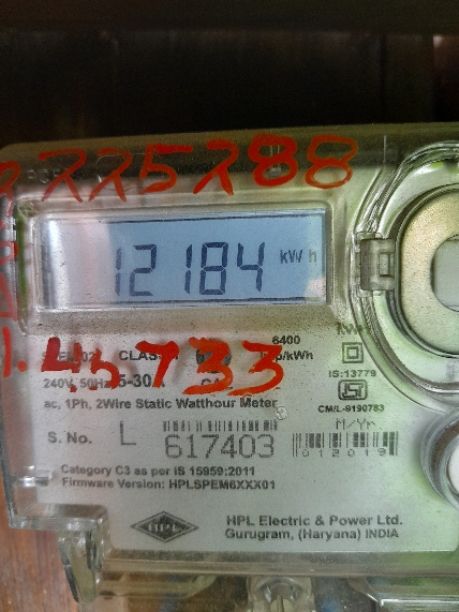 225288
12184 kWh
6400
CLASS
240V, 50Hz 5-30A
IS:13779
45733
CM/L-9190783
ac, 1Ph, 2Wire Static Watthour Meter
M/Yr
S. No. L 617403
012019
Category C3 as per IS 15959:2011
Firmware Version: HPLSPEM6XXX01
HPL
HPL Electric & Power Ltd.
Gurugram, (Haryana) INDIA